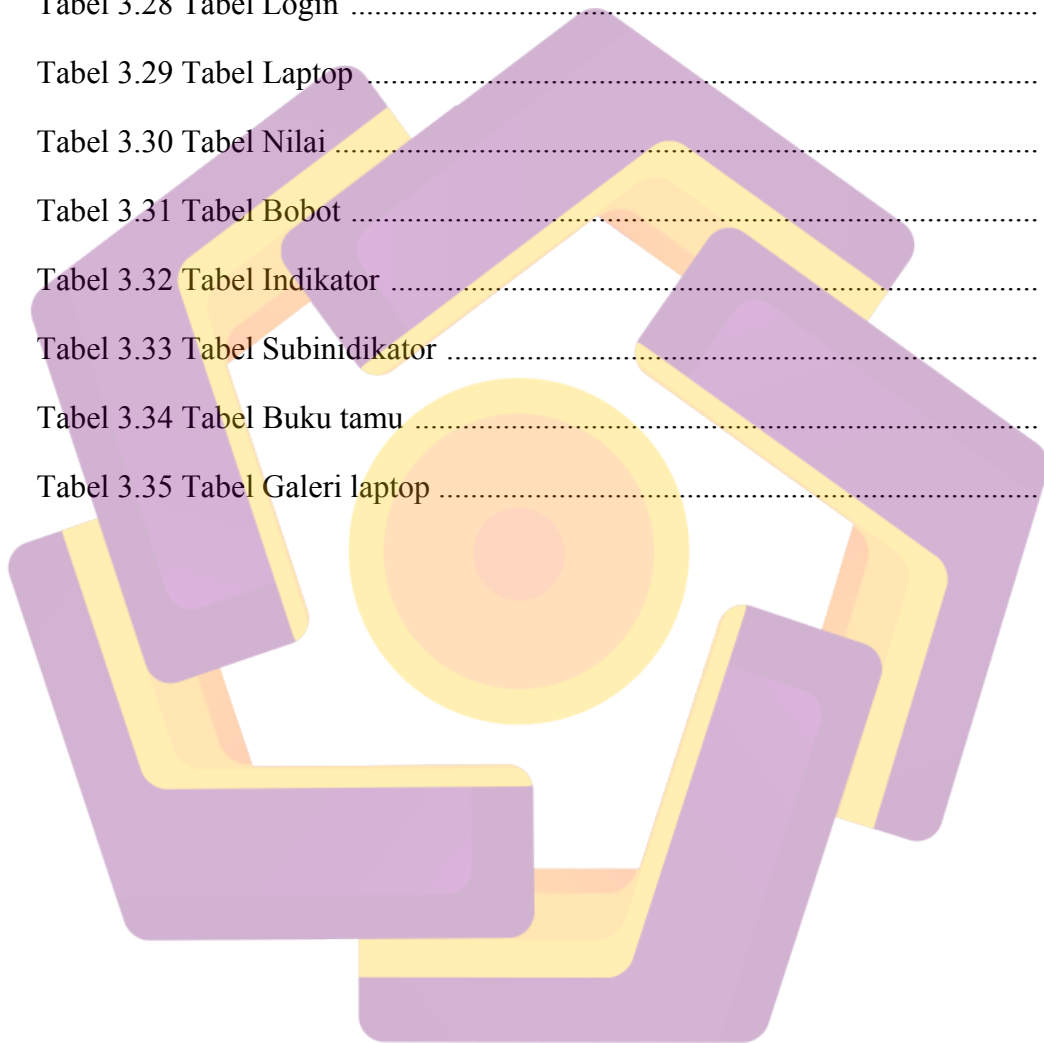 Tabel 3.28 Tabel Login ........................................................................................
Tabel 3.29 Tabel Laptop ......................................................................................
Tabel 3.30 Tabel Nilai ..........................................................................................
Tabel 3.31 Tabel Bobot ........................................................................................
Tabel 3.32 Tabel Indikator ...................................................................................
Tabel 3.33 Tabel Subinidikator ............................................................................
Tabel 3.34 Tabel Buku tamu ................................................................................
Tabel 3.35 Tabel Galeri laptop .............................................................................